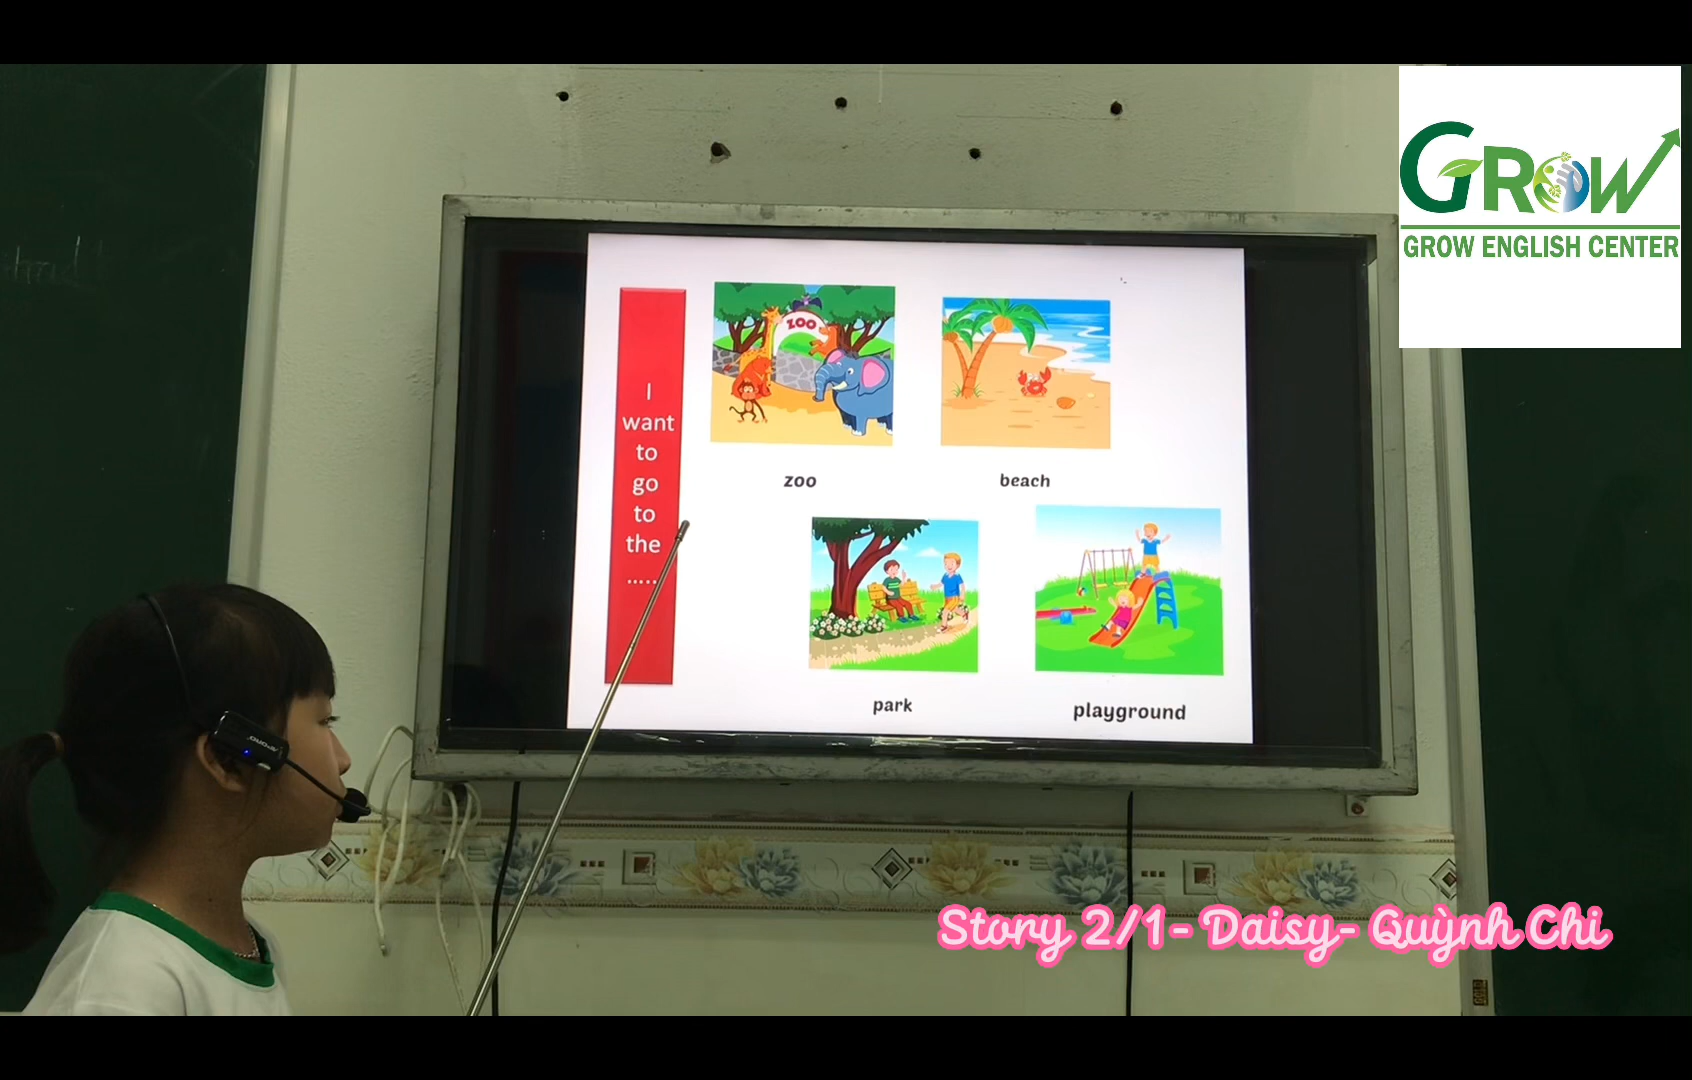 GROW
GROW ENGLISH CENTER
I
want
to
go
to
the
.....
ZOO
zoo
beach
park
playground
Story 2/1- Daisy- Quỳnh Chi